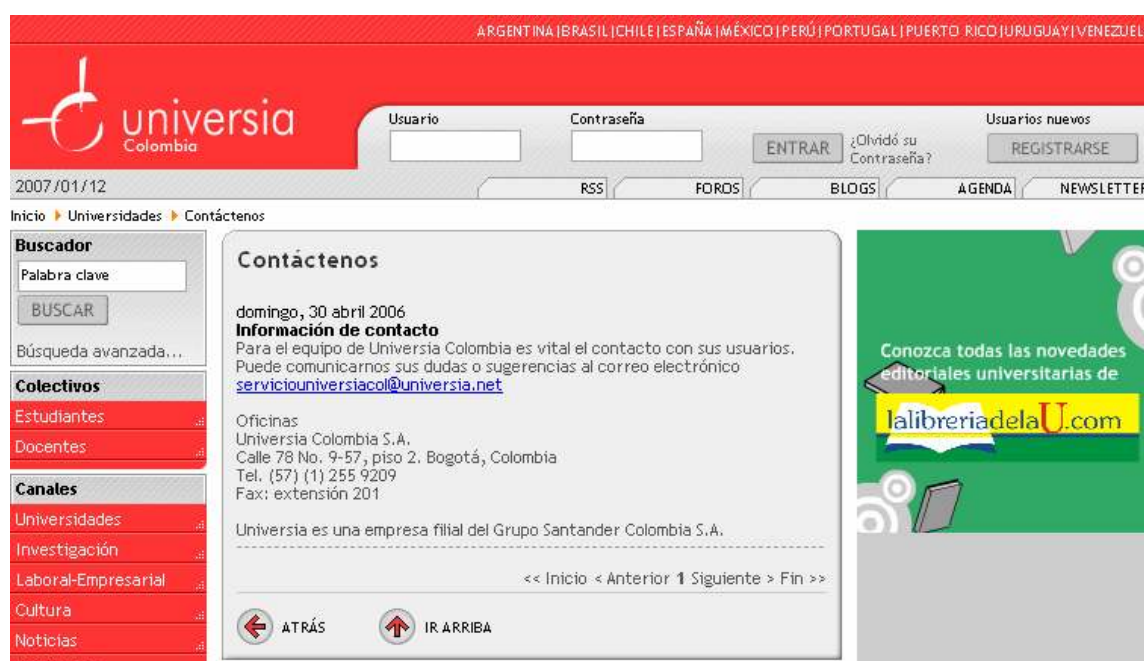 ARGENTINA|BRASIL|CHILE|ESPAÑA|MÉXICO|PERÚ|PORTUGAL|PUERTO RICO|URUGUAY|VENEZUEL
universia
Colombia
Usuario
Contraseña
ENTRAR
¿Olvidó su
Contraseña?
Usuarios nuevos
REGISTRARSE
2007/01/12
RSS
FOROS
BLOGS
AGENDA
NEWSLETTER
Inicio Universidades Contáctenos
Buscador
Palabra clave
BUSCAR
Búsqueda avanzada...
Colectivos
Estudiantes
Docentes
Canales
Universidades
Investigación
Laboral-Empresarial
Cultura
Noticias
Contáctenos
domingo, 30 abril 2006
Información de contacto
Para el equipo de Universia Colombia es vital el contacto con sus usuarios.
Puede comunicarnos sus dudas o sugerencias al correo electrónico
serviciouniversiacol@universia.net
Oficinas
Universia Colombia S.A.
Calle 78 No. 9-57, piso 2. Bogotá, Colombia
Tel. (57) (1) 255 9209
Fax: extensión 201
Universia es una empresa filial del Grupo Santander Colombia S.A.
<< Inicio < Anterior 1 Siguiente > Fin >>
ATRÁS
IR ARRIBA
Conozca todas las novedades
editoriales universitarias de
lalibreriadelaU.com